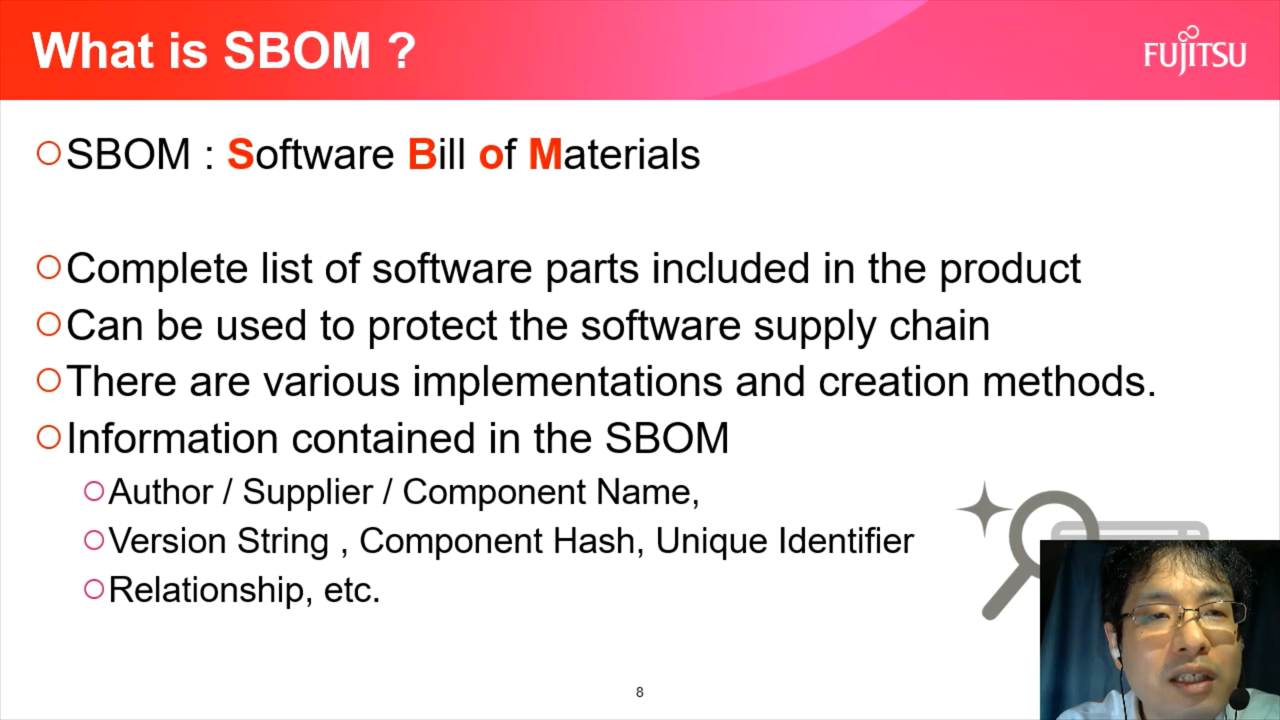 What is SBOM ?
FUJITSU
SBOM : Software Bill of Materials
Complete list of software parts included in the product
Can be used to protect the software supply chain
There are various implementations and creation methods.
Information contained in the SBOM
Author / Supplier / Component Name,
Version String , Component Hash, Unique Identifier
Relationship, etc.
8